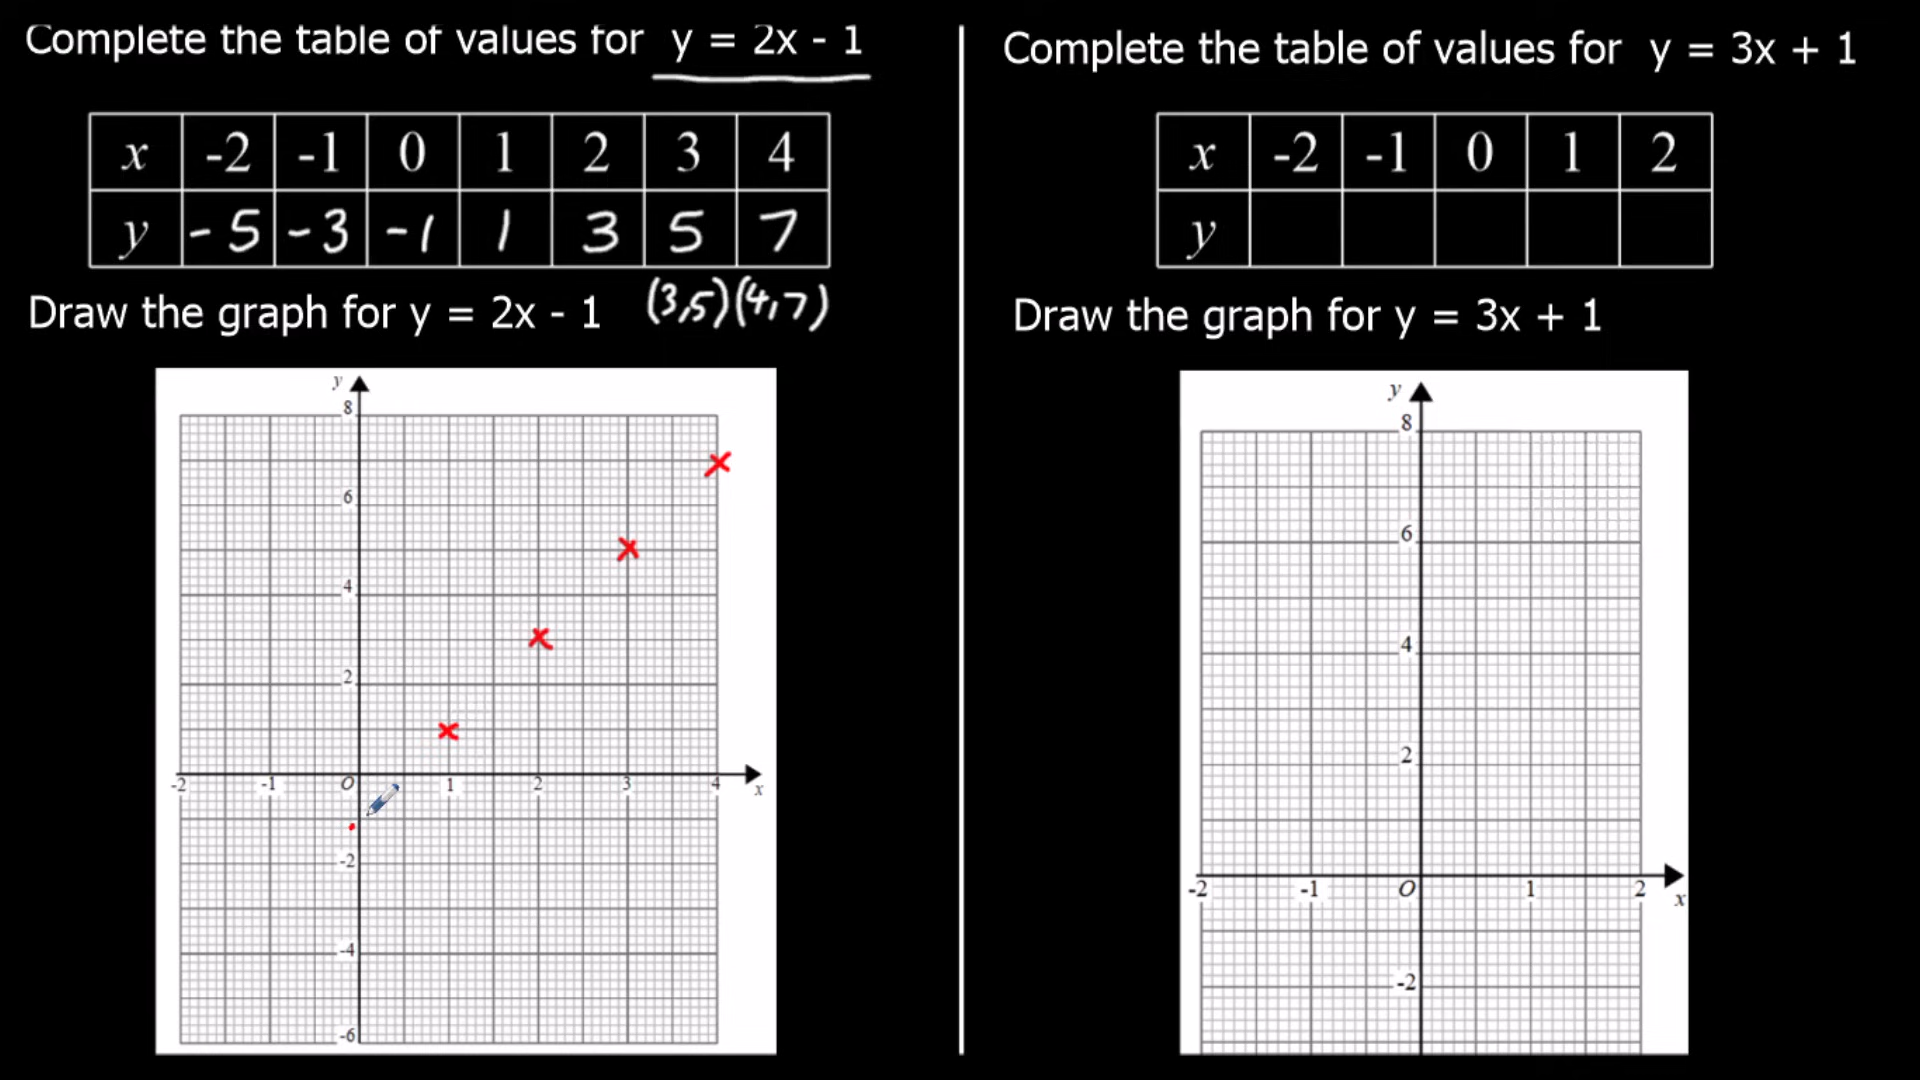 Complete the table of values for y = 2x - 1
x -2 -1 0 1 2 3 4
y -5 -3 -1 1 3 5 7
Draw the graph for y = 2x - 1 (3,5) (4,7)
y
8
6
4
2
-2 -1 O 1 2 3 4 x
-2
-4
-6
Complete the table of values for y = 3x + 1
x -2 -1 0 1 2
y
Draw the graph for y = 3x + 1
y
8
6
4
2
-2 -1 O 1 2 x
-2